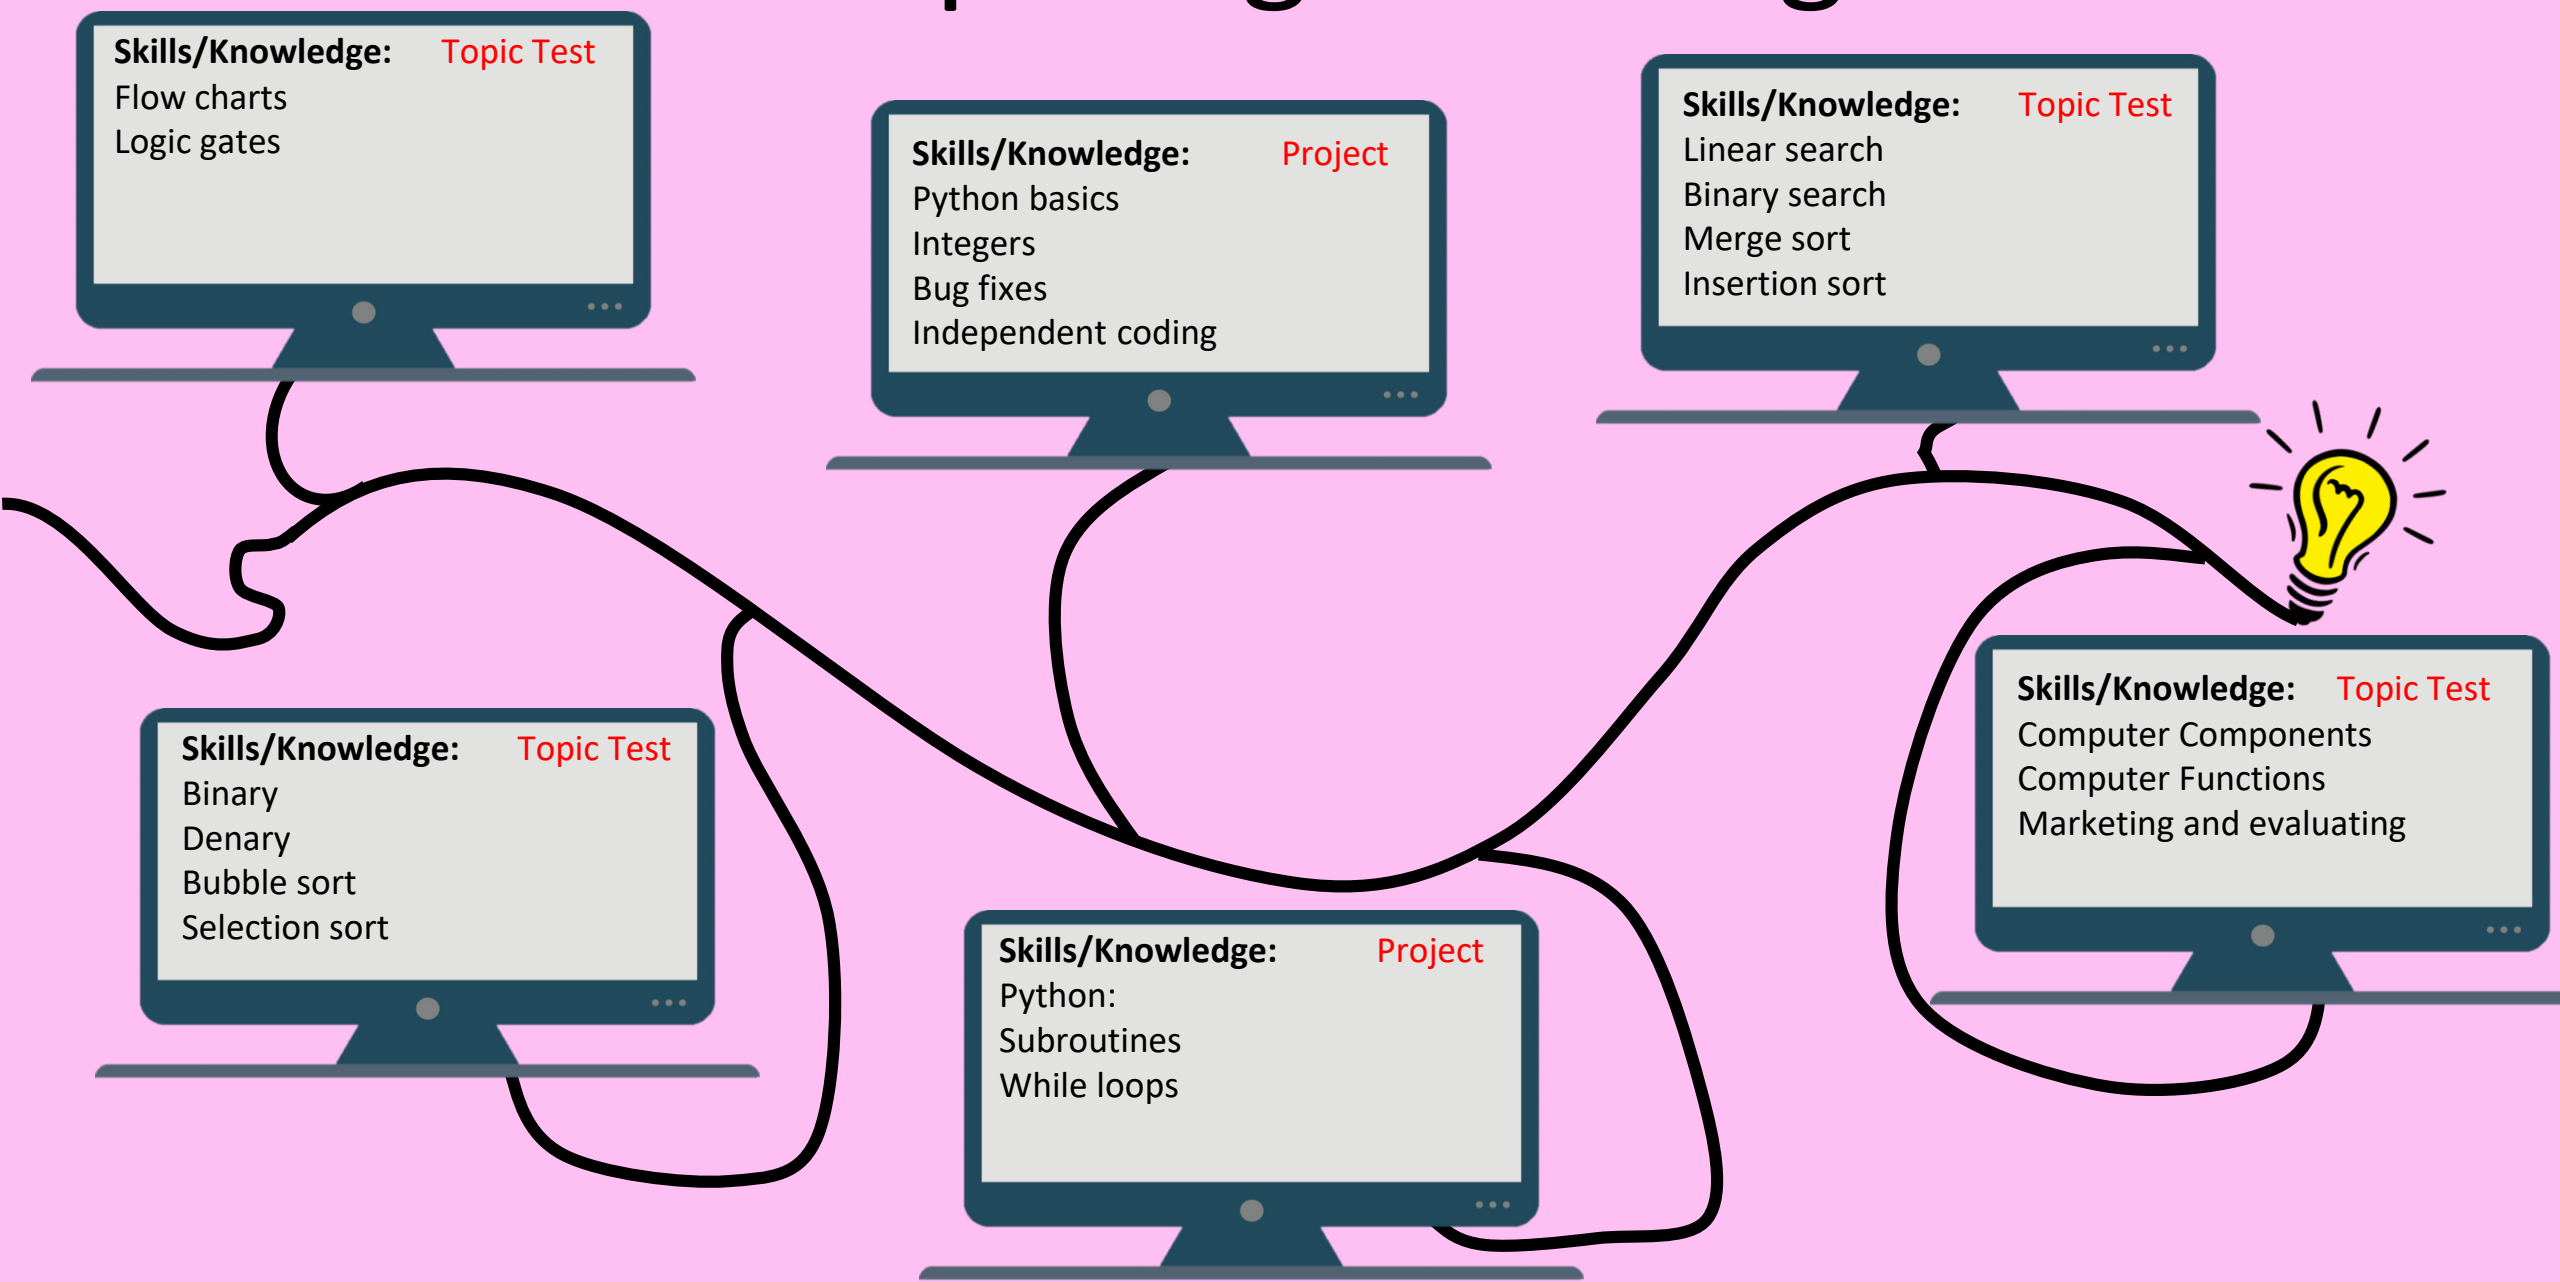 Skills/Knowledge: Topic Test
Flow charts
Logic gates
Skills/Knowledge: Project
Python basics
Integers
Bug fixes
Independent coding
Skills/Knowledge: Topic Test
Linear search
Binary search
Merge sort
Insertion sort
Skills/Knowledge: Topic Test
Binary
Denary
Bubble sort
Selection sort
Skills/Knowledge: Project
Python:
Subroutines
While loops
Skills/Knowledge: Topic Test
Computer Components
Computer Functions
Marketing and evaluating